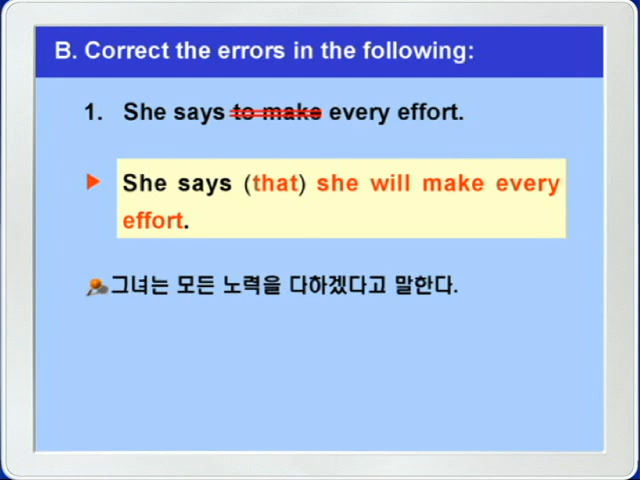 B. Correct the errors in the following:
1. She says to make every effort.
She says (that) she will make every
effort.
그녀는 모든 노력을 다하겠다고 말한다.